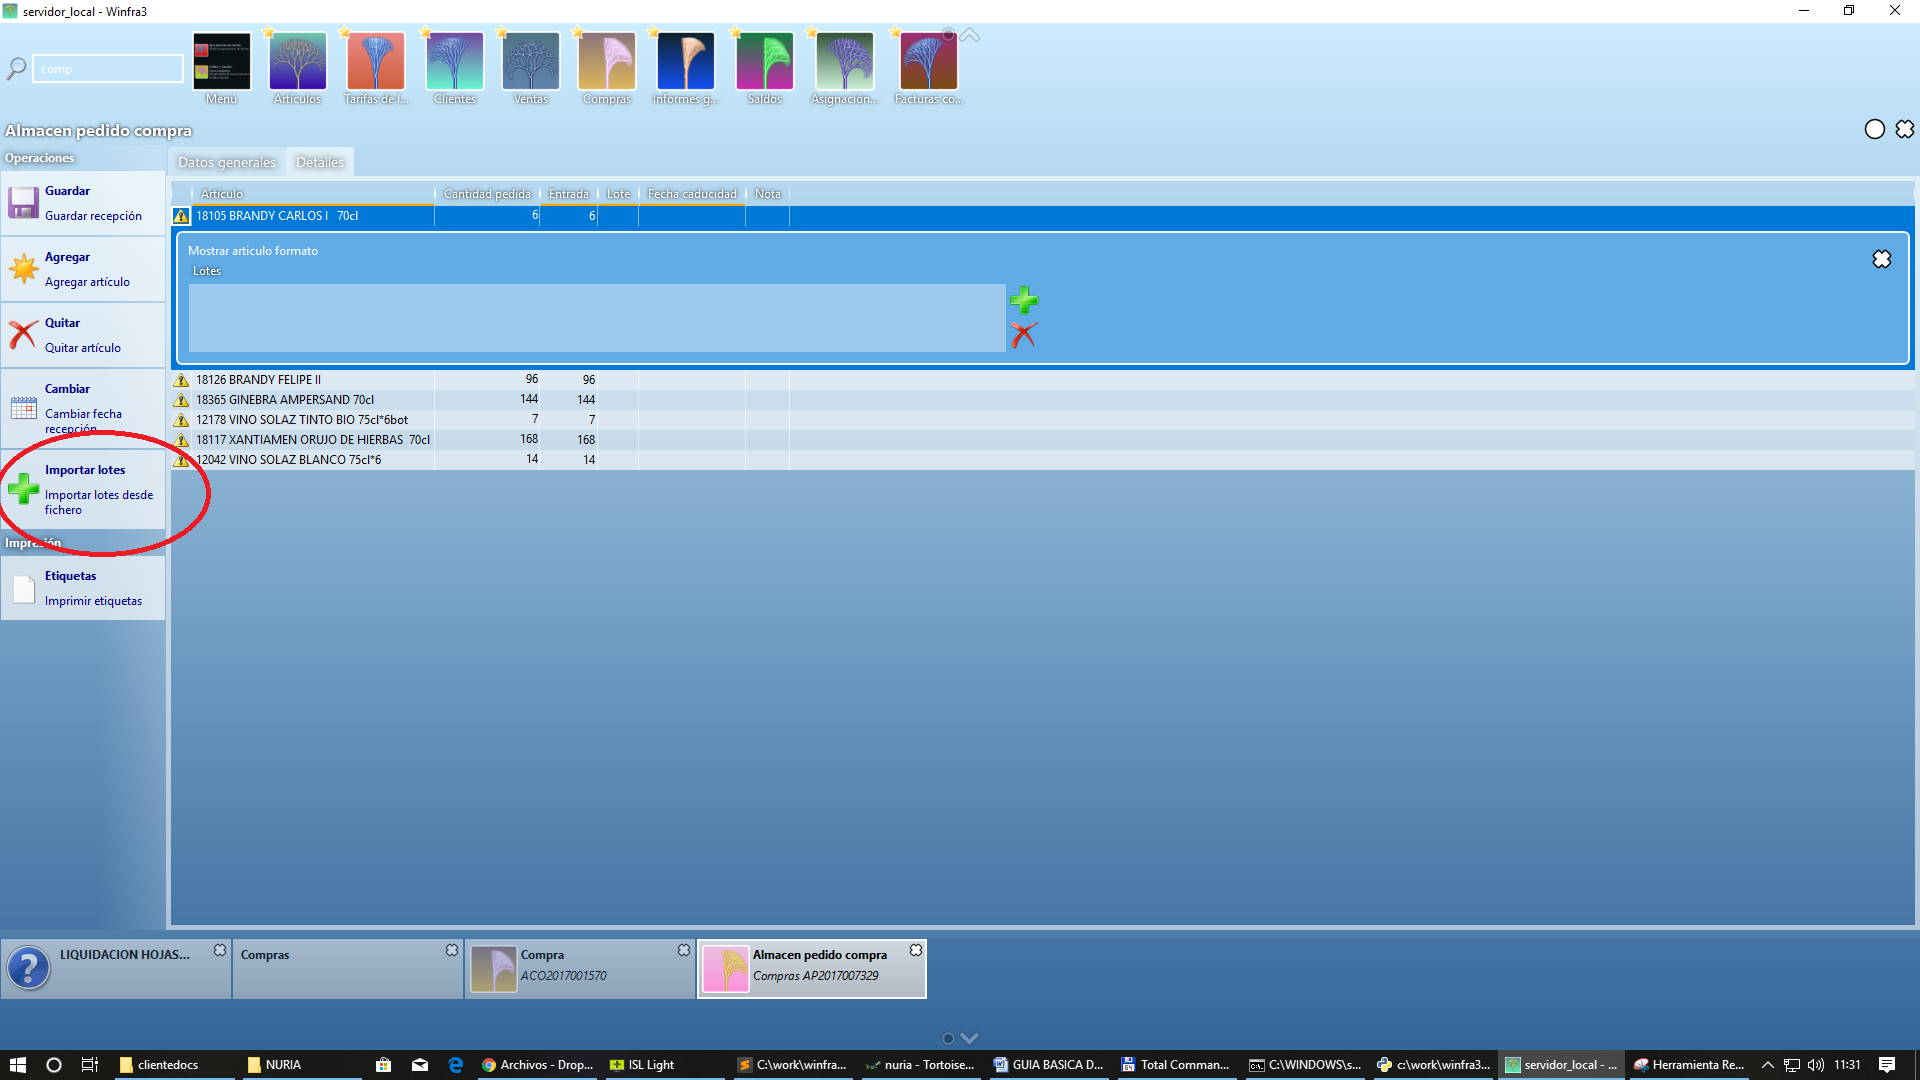 servidor_local - Winfra3
comp
Menu
Artículos
Tarifas de l...
Clientes
Ventas
Compras
Informes g...
Saldos
Asignación...
Facturas co...
Almacen pedido compra
Operaciones
Guardar
Guardar recepción
Agregar
Agregar artículo
Quitar
Quitar artículo
Cambiar
Cambiar fecha
recepción
Importar lotes
Importar lotes desde
fichero
Impresión
Etiquetas
Imprimir etiquetas
Datos generales Detalles
Artículo Cantidad pedida Entrada Lote Fecha caducidad Nota
18105 BRANDY CARLOS I 70cl 6 6
Mostrar articulo formato
Lotes
18126 BRANDY FELIPE II 96 96
18365 GINEBRA AMPERSAND 70cl 144 144
12178 VINO SOLAZ TINTO BIO 75cl*6bot 7 7
18117 XANTIAMEN ORUJO DE HIERBAS 70cl 168 168
12042 VINO SOLAZ BLANCO 75cl*6 14 14
LIQUIDACION HOJAS...
Compras
Compra
ACO2017001570
Almacen pedido compra
Compras AP2017007329
clientedocs
NURIA
Archivos - Drop...
ISL Light
C:\work\winfra...
nuria - Tortoise...
GUIA BASICA D...
Total Comman...
C:\WINDOWS\s...
c:\work\winfra3...
servidor_local - ...
Herramienta Re...
11:31